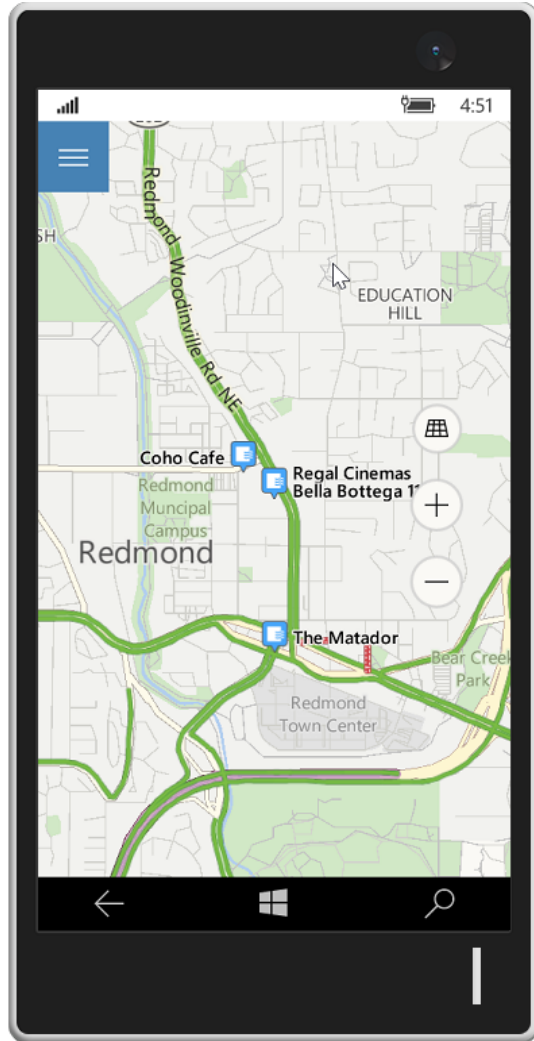 4:51
SH
Redmond Woodinville Rd NE
EDUCATION
HILL
Coho Cafe
Regal Cinemas
Bella Bottega
Redmond
Muncipal
Campus
Redmond
The Matador
Bear Creek
Park
Redmond
Town Center